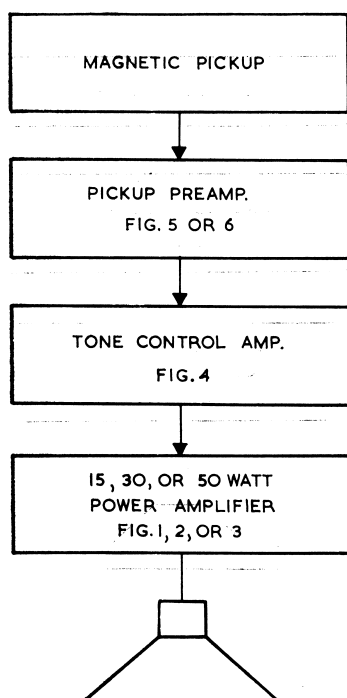 MAGNETIC PICKUP
PICKUP PREAMP.
FIG. 5 OR 6
TONE CONTROL AMP.
FIG. 4
15, 30, OR 50 WATT
POWER AMPLIFIER
FIG. 1, 2, OR 3